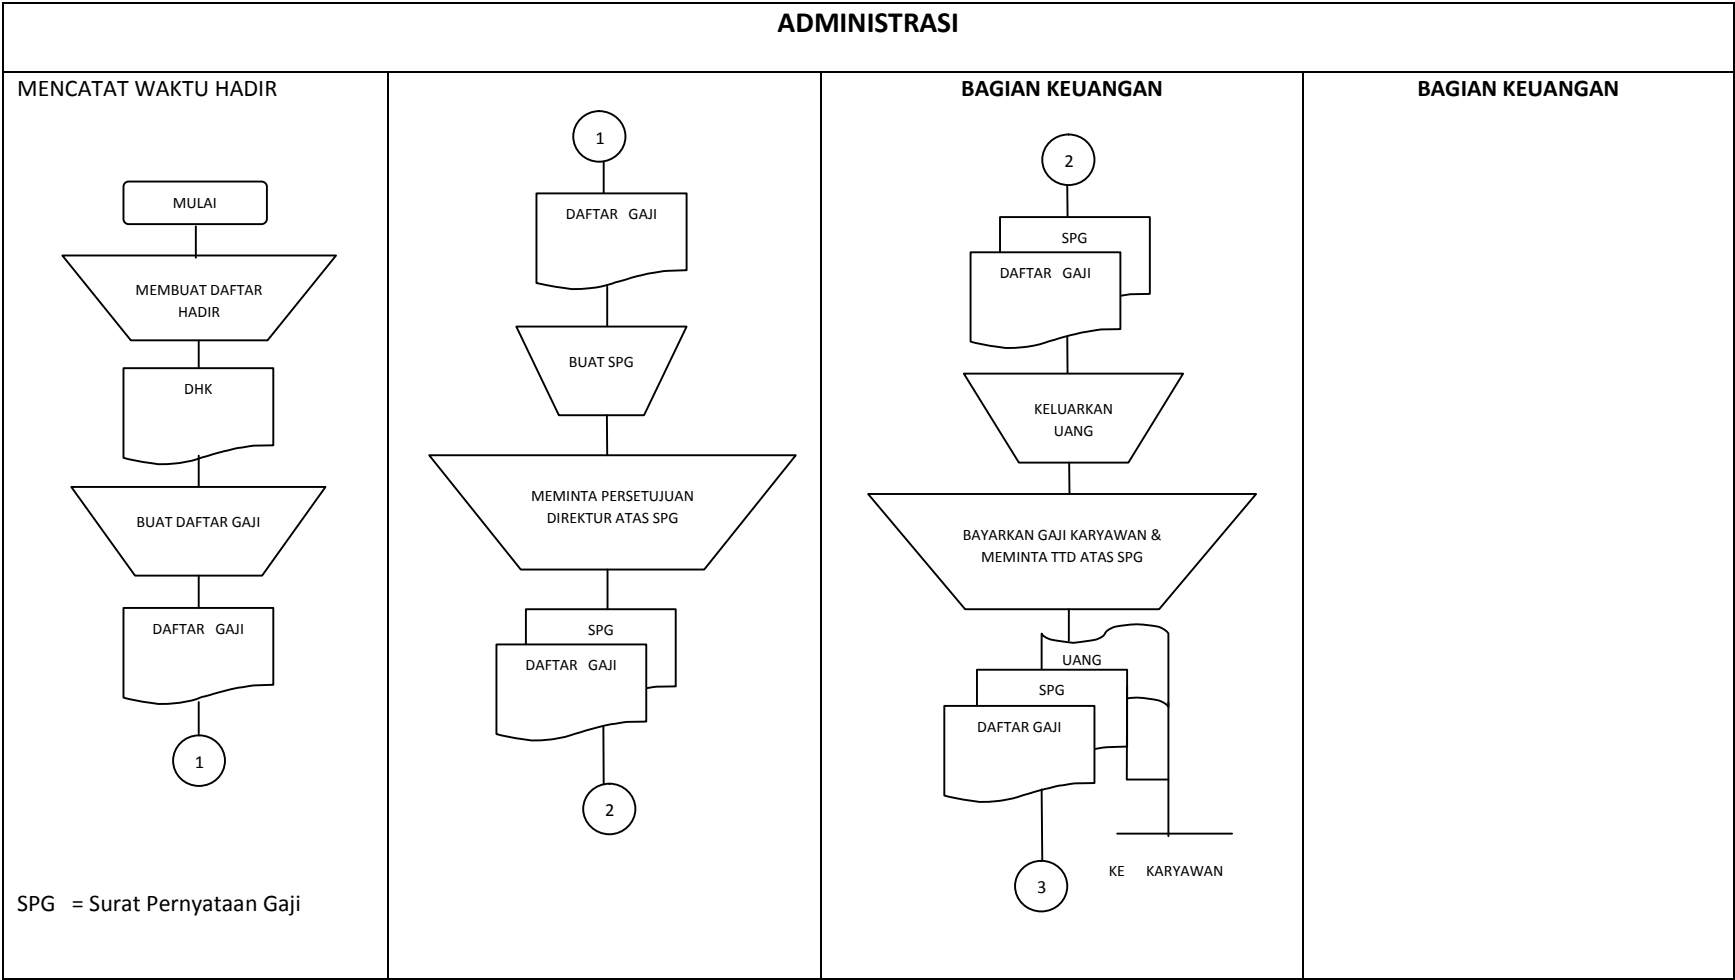 ADMINISTRASI
MENCATAT WAKTU HADIR
MULAI
MEMBUAT DAFTAR
HADIR
DHK
BUAT DAFTAR GAJI
DAFTAR GAJI
1
SPG = Surat Pernyataan Gaji
1
DAFTAR GAJI
BUAT SPG
MEMINTA PERSETUJUAN
DIREKTUR ATAS SPG
SPG
DAFTAR GAJI
2
BAGIAN KEUANGAN
2
SPG
DAFTAR GAJI
KELUARKAN
UANG
BAYARKAN GAJI KARYAWAN &
MEMINTA TTD ATAS SPG
UANG
SPG
DAFTAR GAJI
KE KARYAWAN
3
BAGIAN KEUANGAN